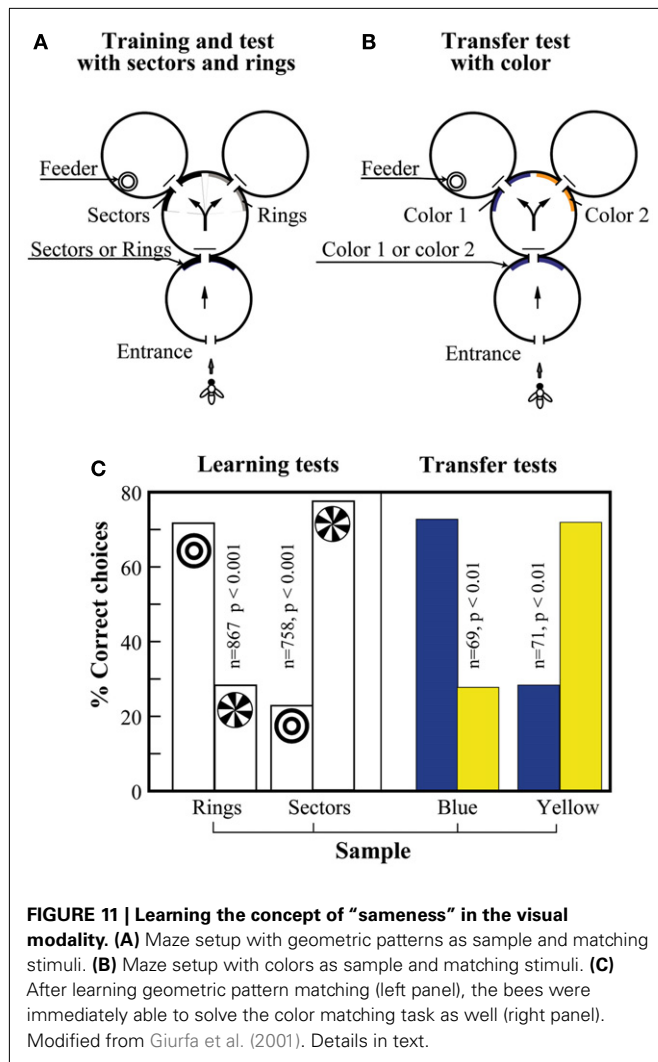 A
Training and test
with sectors and rings
Feeder
Sectors
Rings
Sectors or Rings
Entrance
B
Transfer test
with color
Feeder
Color 1
Color 2
Color 1 or color 2
Entrance
C
Learning tests
Transfer tests
% Correct choices
80
60
40
20
0
n=867 p < 0.001
n=758, p < 0.001
n=69, p < 0.01
n=71, p < 0.01
Rings
Sectors
Blue
Yellow
Sample
FIGURE 11 | Learning the concept of “sameness” in the visual
modality. (A) Maze setup with geometric patterns as sample and matching
stimuli. (B) Maze setup with colors as sample and matching stimuli. (C)
After learning geometric pattern matching (left panel), the bees were
immediately able to solve the color matching task as well (right panel).
Modified from Giurfa et al. (2001). Details in text.